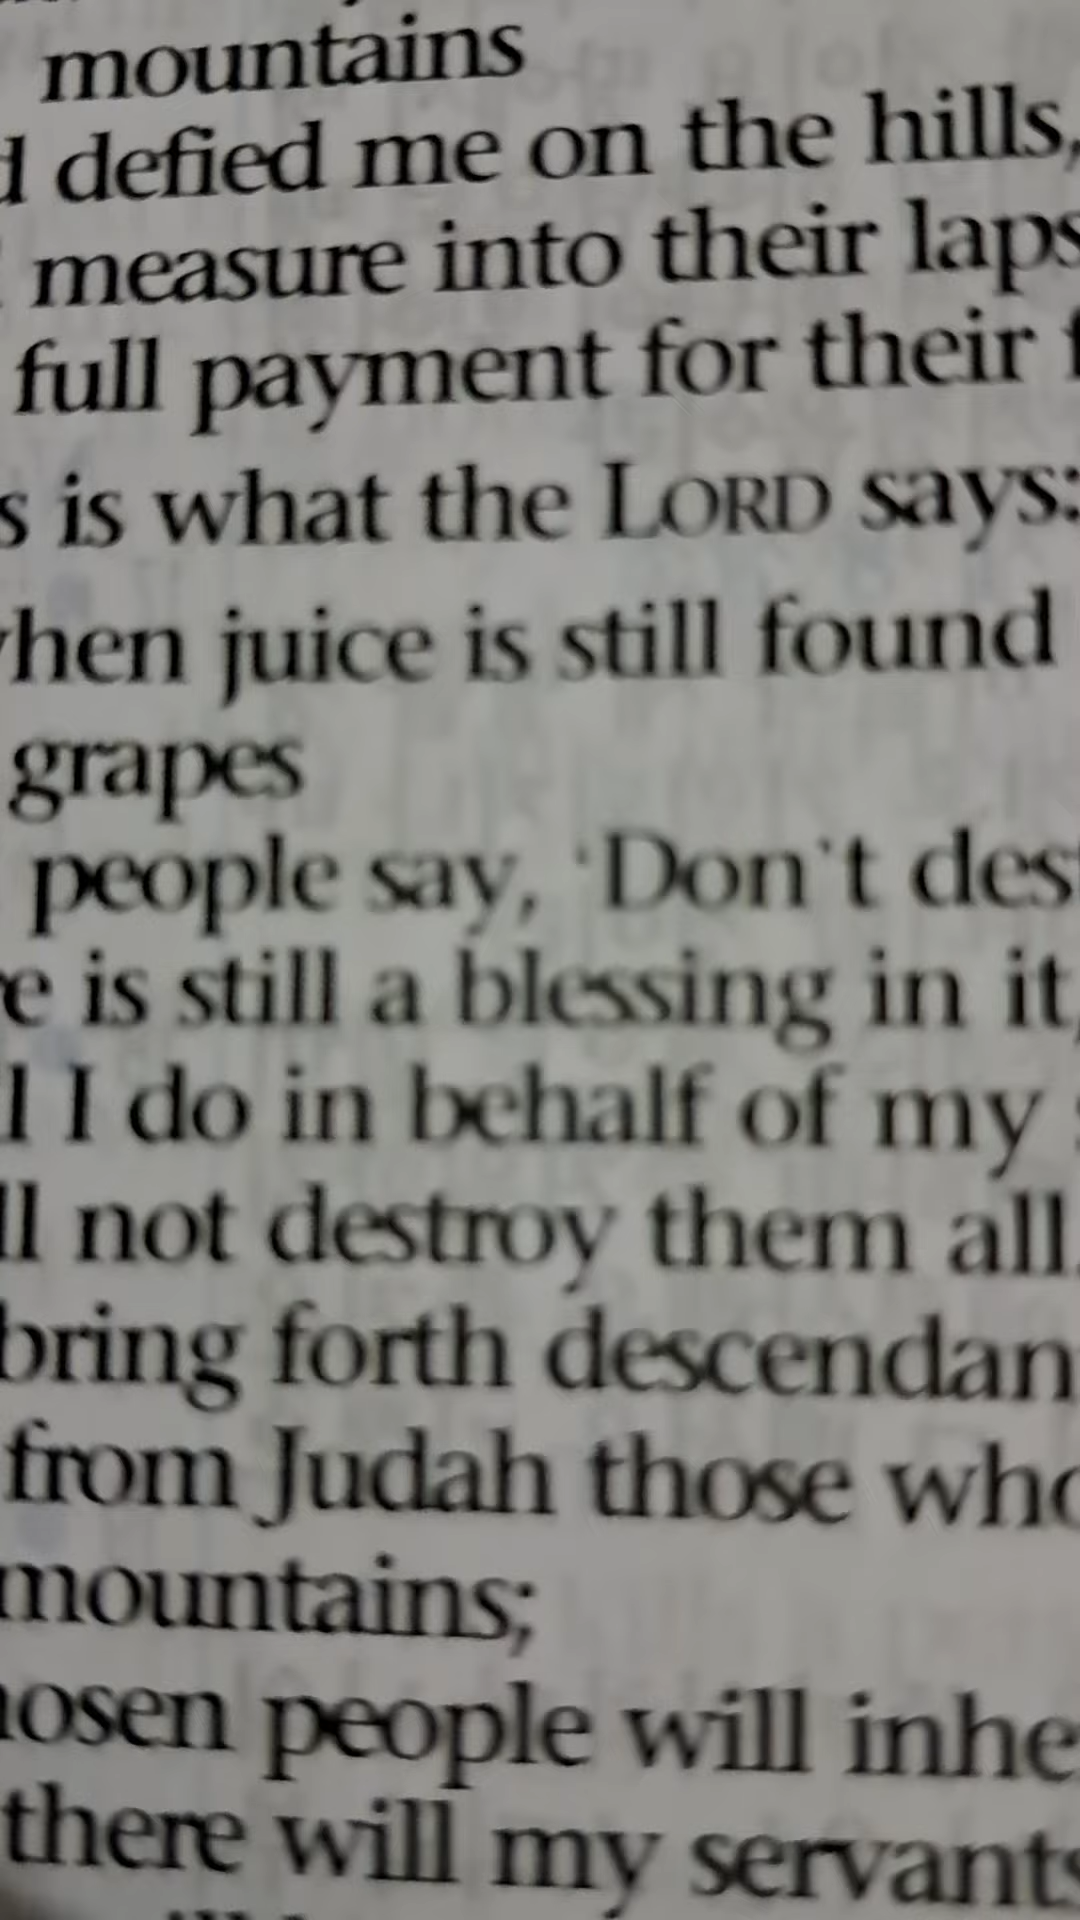 mountains
d defied me on the hills,
measure into their laps
full payment for their f
s is what the LORD says:
hen juice is still found
grapes
people say, 'Don't des
e is still a blessing in it,
l I do in behalf of my s
ll not destroy them all.
bring forth descendan
from Judah those who
mountains;
hosen people will inhe
there will my servants